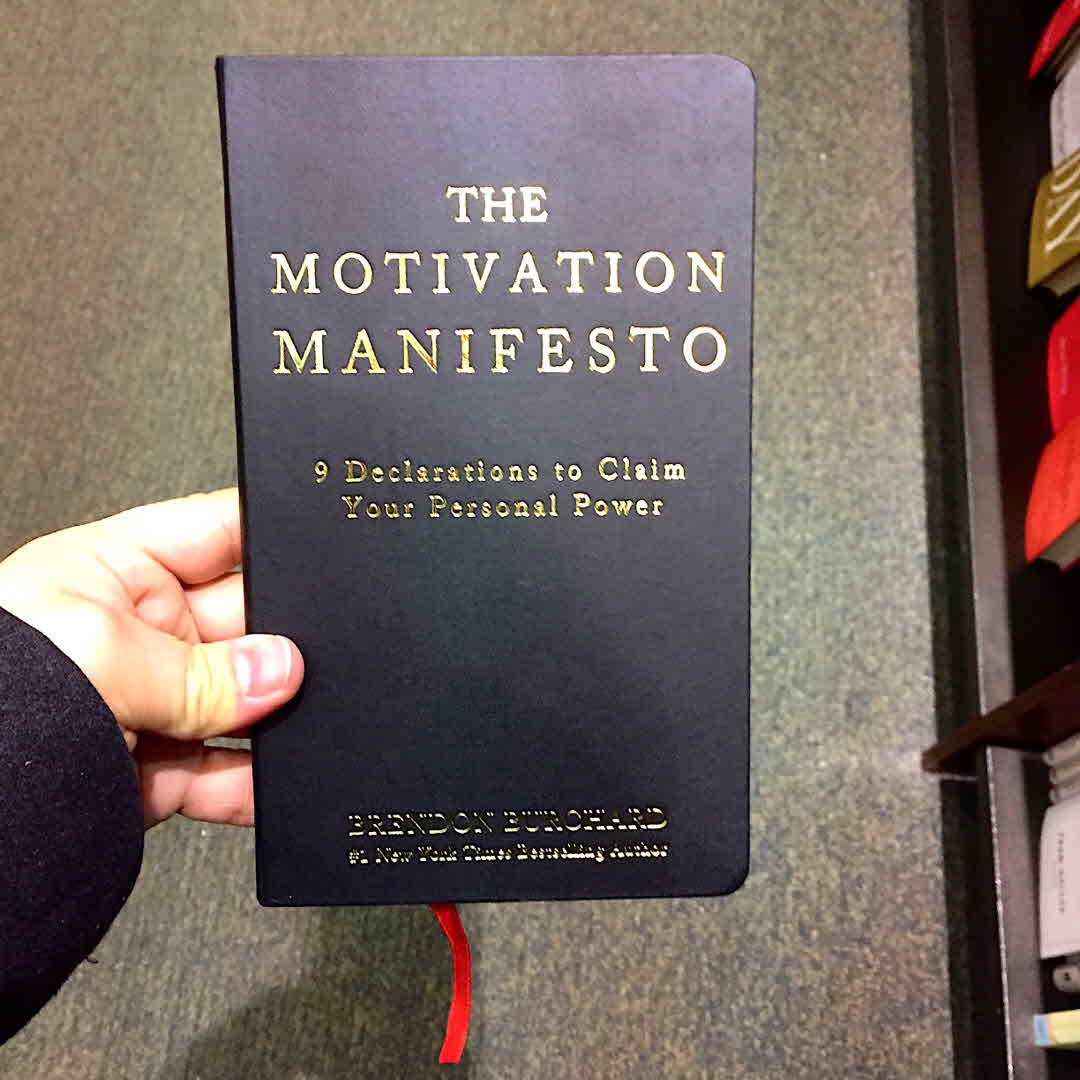 THE
MOTIVATION
MANIFESTO
9 Declarations to Claim
Your Personal Power
BRENDON BURCHARD
#1 New York Times Bestselling Author